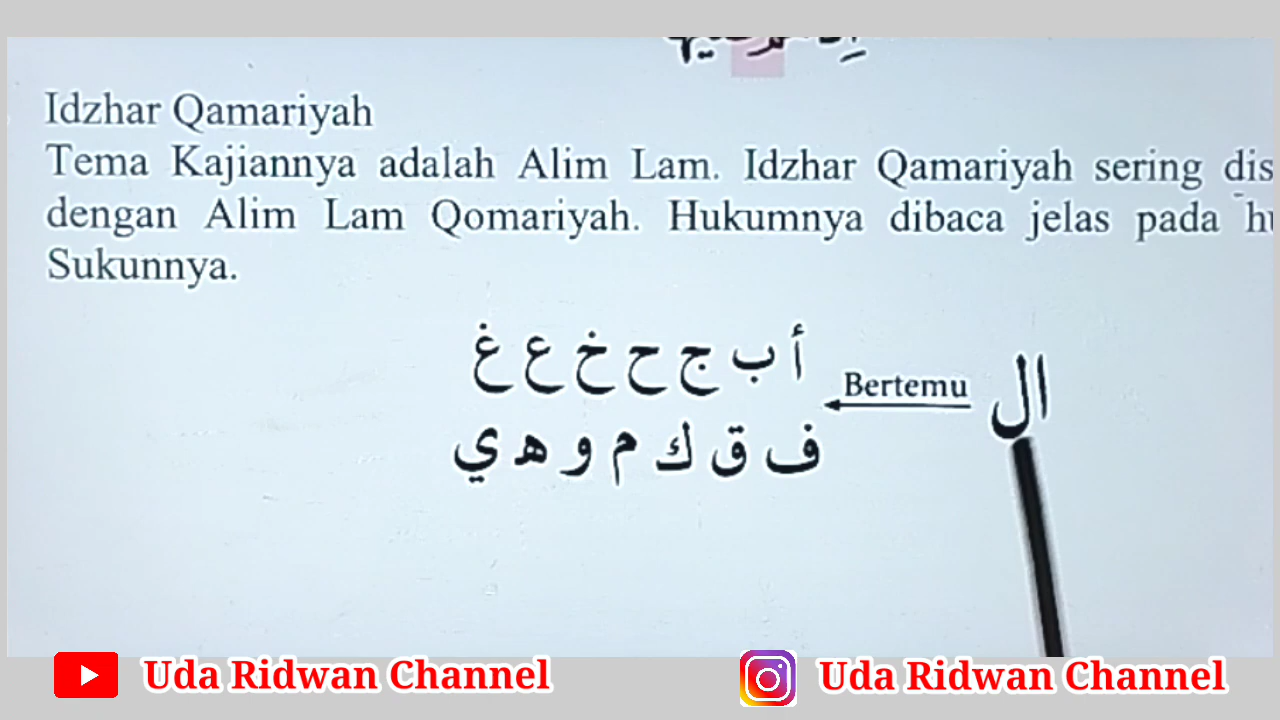 Idzhar Qamariyah
Tema Kajiannya adalah Alim Lam. Idzhar Qamariyah sering
dengan Alim Lam Qomariyah. Hukumnya dibaca jelas pada
Sukunnya.
أ ب ج ح خ ع غ
Bertemu
ال
ف ق ك م و ه ي
Uda Ridwan Channel
Uda Ridwan Channel